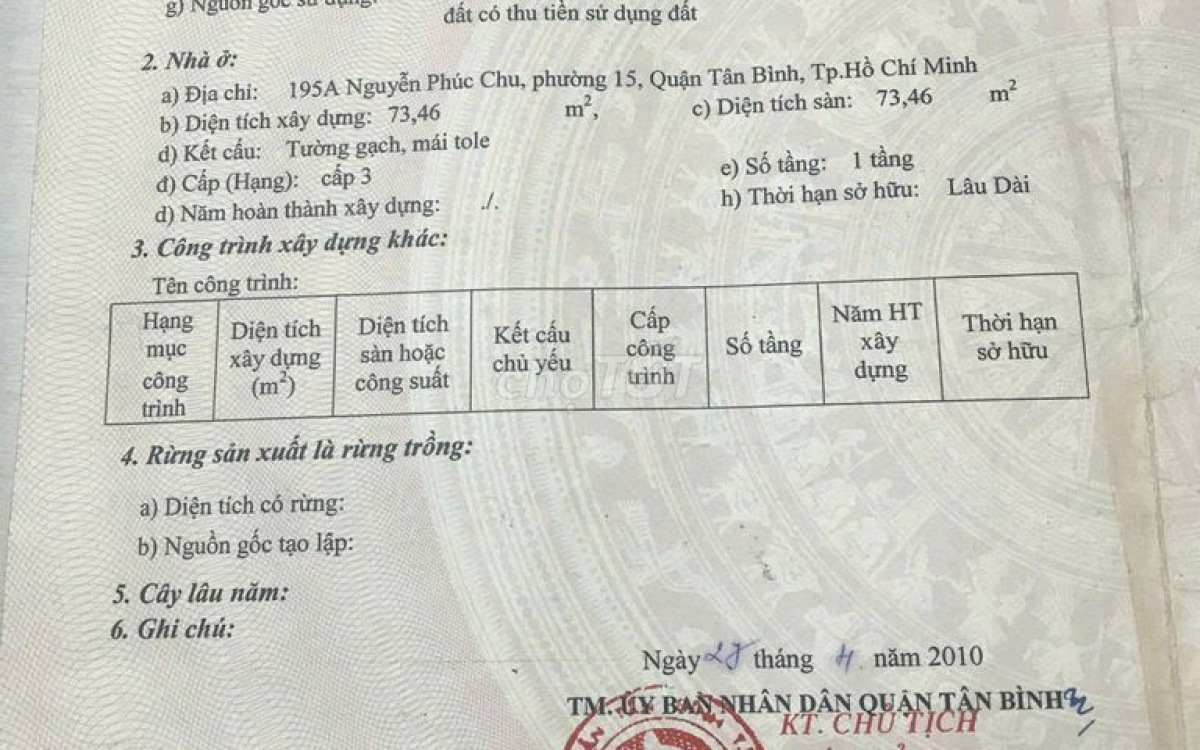 g) Nguồn gốc sử dụng:
đất có thu tiền sử dụng đất
2. Nhà ở:
a) Địa chỉ: 195A Nguyễn Phúc Chu, phường 15, Quận Tân Bình, Tp.Hồ Chí Minh
b) Diện tích xây dựng: 73,46 m², c) Diện tích sàn: 73,46 m²
d) Kết cấu: Tường gạch, mái tole e) Số tầng: 1 tầng
đ) Cấp (Hạng): cấp 3 h) Thời hạn sở hữu: Lâu Dài
d) Năm hoàn thành xây dựng: ./.
3. Công trình xây dựng khác:
Tên công trình:
Hạng mục công trình
Diện tích xây dựng (m²)
Diện tích sàn hoặc công suất
Kết cấu chủ yếu
Cấp công trình
Số tầng
Năm HT xây dựng
Thời hạn sở hữu
chợTỐT
4. Rừng sản xuất là rừng trồng:
a) Diện tích có rừng:
b) Nguồn gốc tạo lập:
5. Cây lâu năm:
6. Ghi chú:
Ngày tháng 4 năm 2010
TM. ỦY BAN NHÂN DÂN QUẬN TÂN BÌNH
KT. CHỦ TỊCH